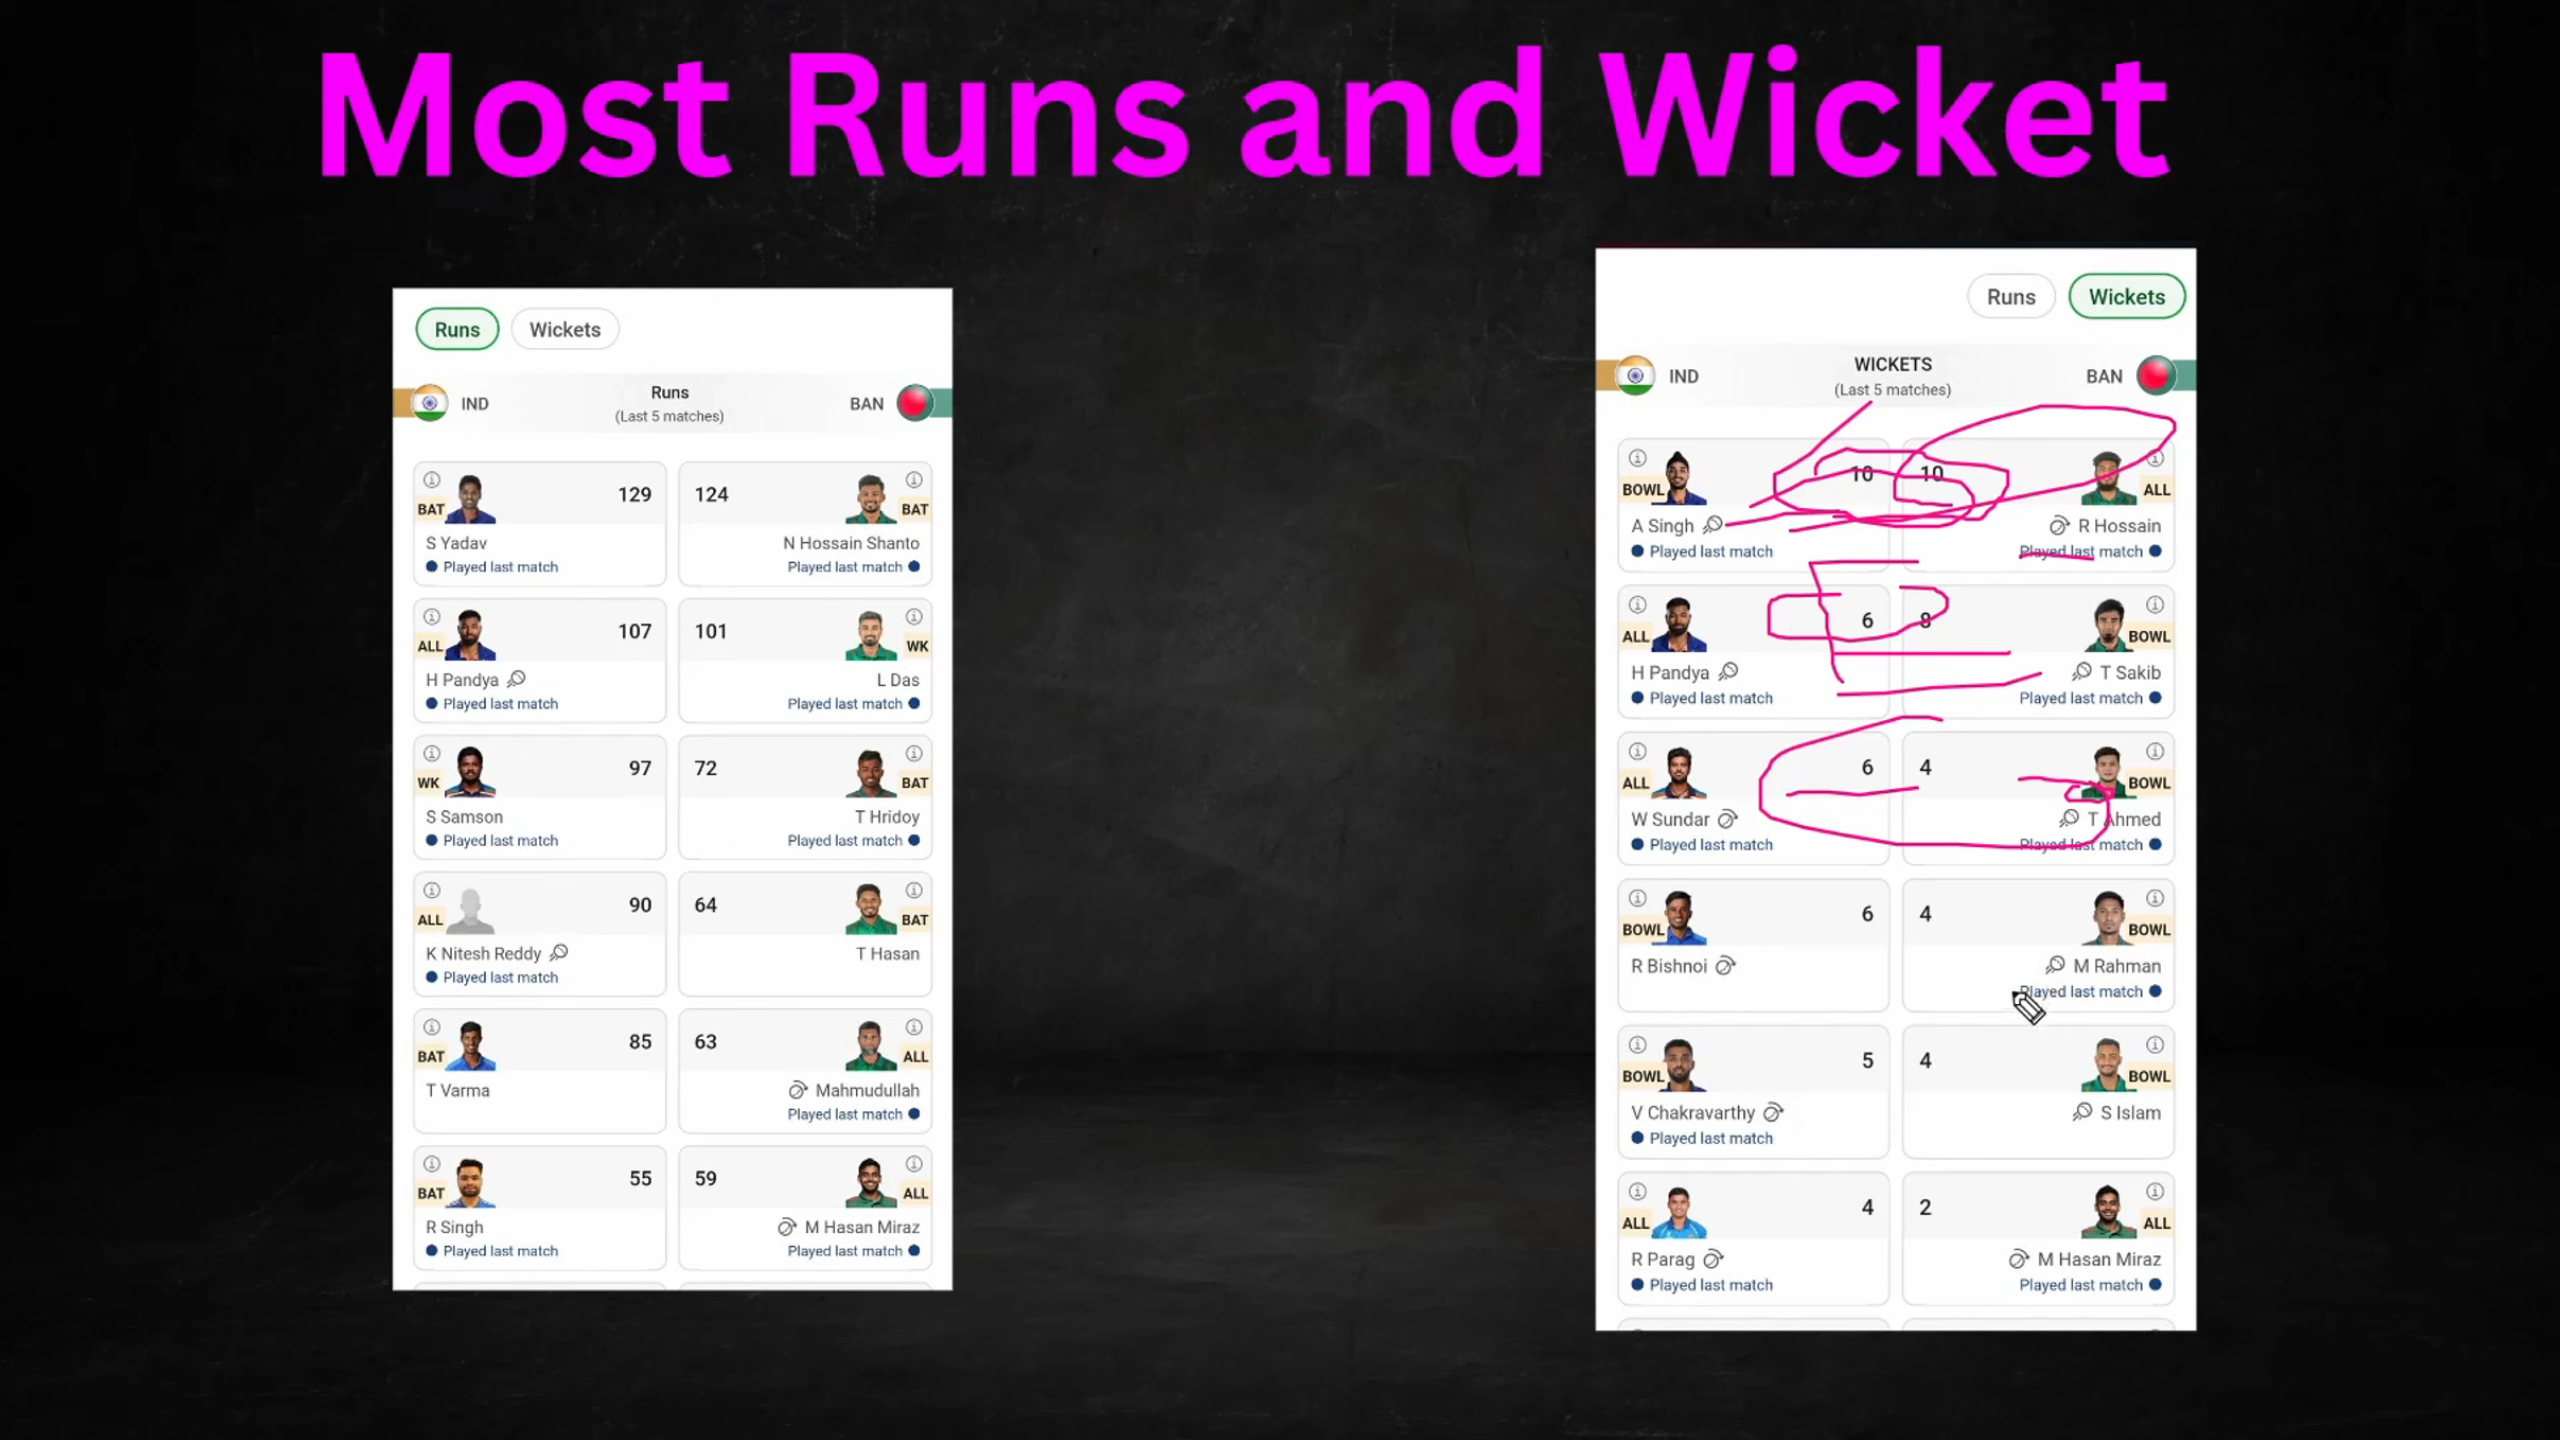 Most Runs and Wicket
Runs Wickets
IND Runs BAN
(Last 5 matches)
129 124
BAT BAT
S Yadav N Hossain Shanto
Played last match Played last match
107 101
ALL WK
H Pandya L Das
Played last match Played last match
97 72
WK BAT
S Samson T Hridoy
Played last match Played last match
90 64
ALL BAT
K Nitesh Reddy T Hasan
Played last match
85 63
BAT ALL
T Varma Mahmudullah
Played last match
55 59
BAT ALL
R Singh M Hasan Miraz
Played last match Played last match
Runs Wickets
IND WICKETS BAN
(Last 5 matches)
10 10
BOWL ALL
A Singh R Hossain
Played last match Played last match
6 8
ALL BOWL
H Pandya T Sakib
Played last match Played last match
6 4
ALL BOWL
W Sundar T Ahmed
Played last match Played last match
6 4
BOWL BOWL
R Bishnoi M Rahman
Played last match
5 4
BOWL BOWL
V Chakravarthy S Islam
Played last match
4 2
ALL ALL
R Parag M Hasan Miraz
Played last match Played last match